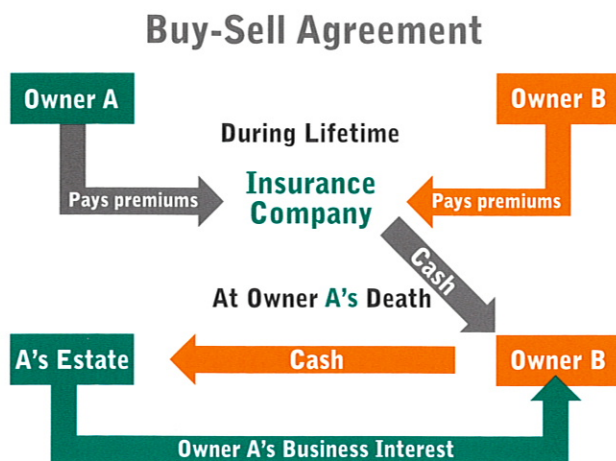 Buy-Sell Agreement
Owner A
Owner B
During Lifetime
Pays premiums
Insurance
Company
Pays premiums
Cash
At Owner A's Death
A's Estate
Cash
Owner B
Owner A's Business Interest